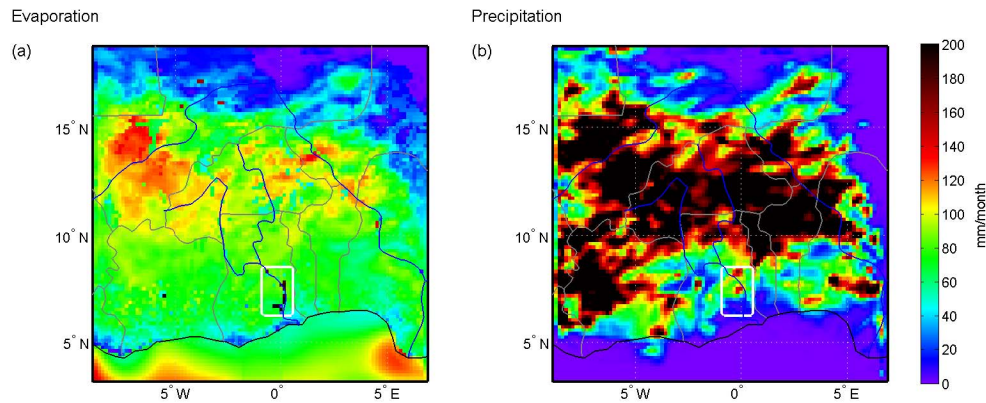 Evaporation
Precipitation
(a)
(b)
15° N
10° N
5° N
5° W
0°
5° E
15° N
10° N
5° N
5° W
0°
5° E
200
180
160
140
120
100
80
60
40
20
0
mm/month